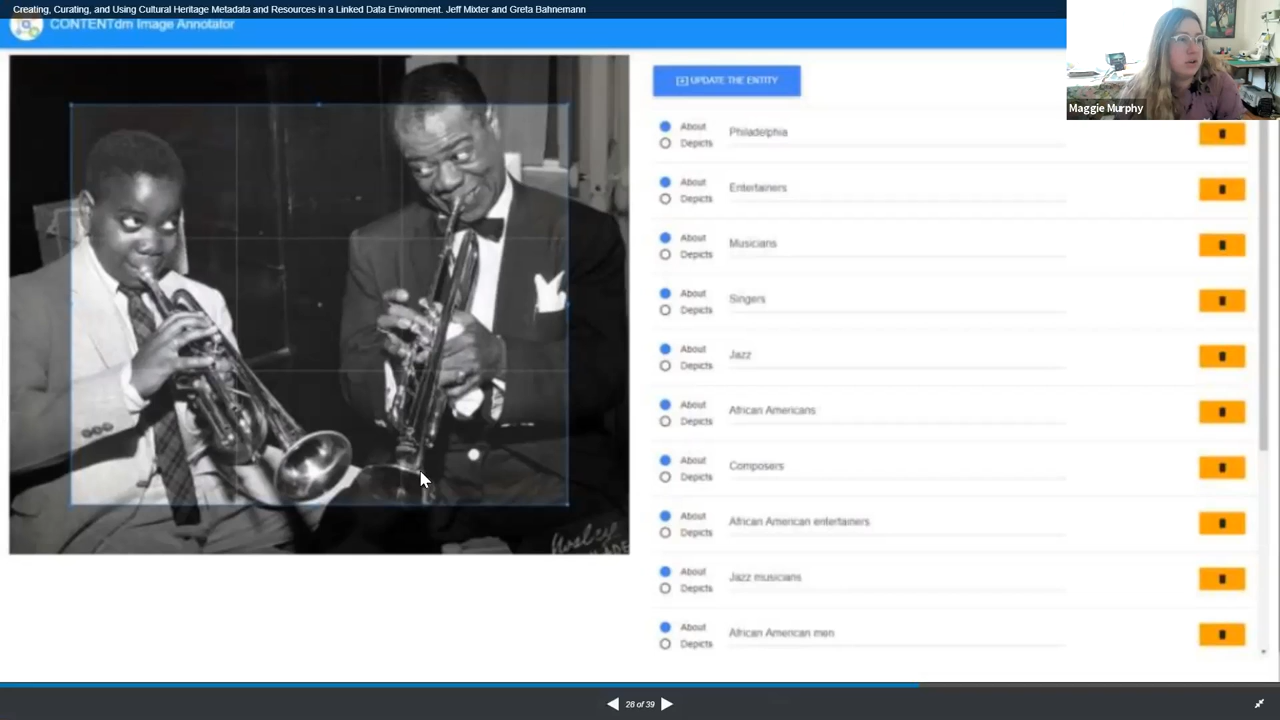 Creating, Curating, and Using Cultural Heritage Metadata and Resources in a Linked Data Environment. Jeff Mixter and Greta Bahnemann
CONTENTdm Image Annotator
Maggie Murphy
UPDATE THE ENTITY
About
Depicts
Philadelphia
About
Depicts
Entertainers
About
Depicts
Musicians
About
Depicts
Singers
About
Depicts
Jazz
About
Depicts
African Americans
About
Depicts
Composers
About
Depicts
African American entertainers
About
Depicts
Jazz musicians
About
Depicts
African American men
28 of 39